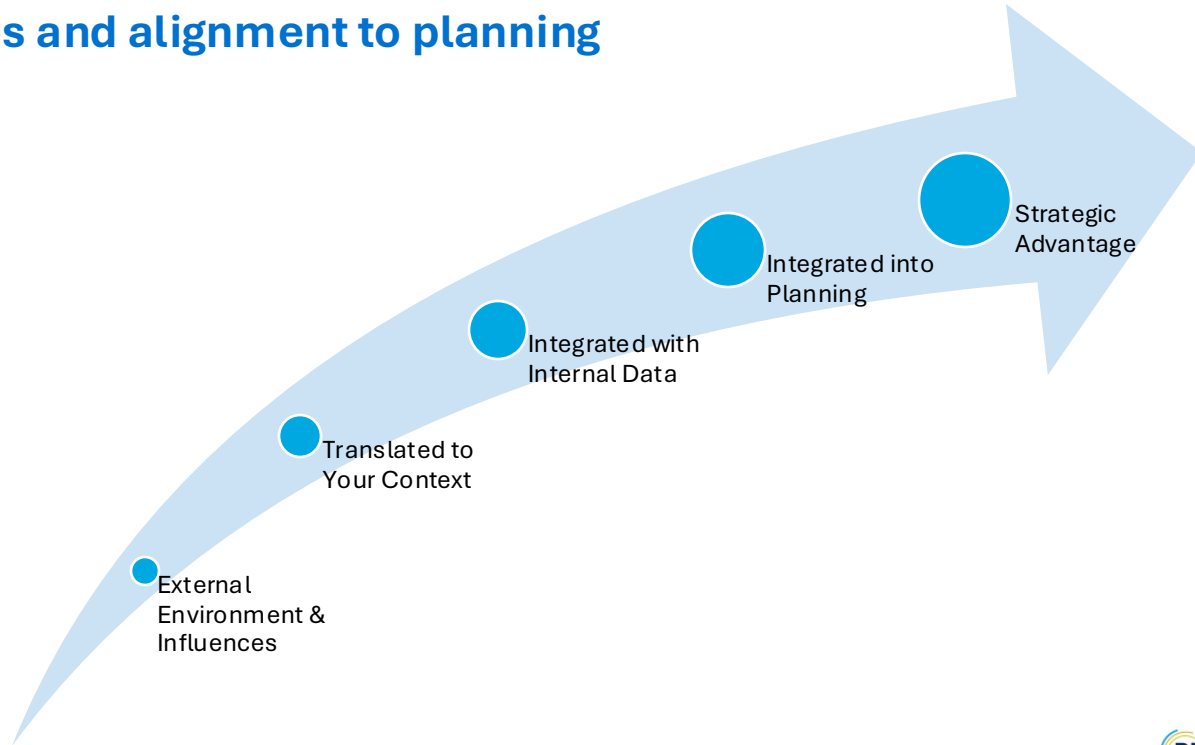 s and alignment to planning
Strategic
Advantage
Integrated into
Planning
Integrated with
Internal Data
Translated to
Your Context
External
Environment &
Influences